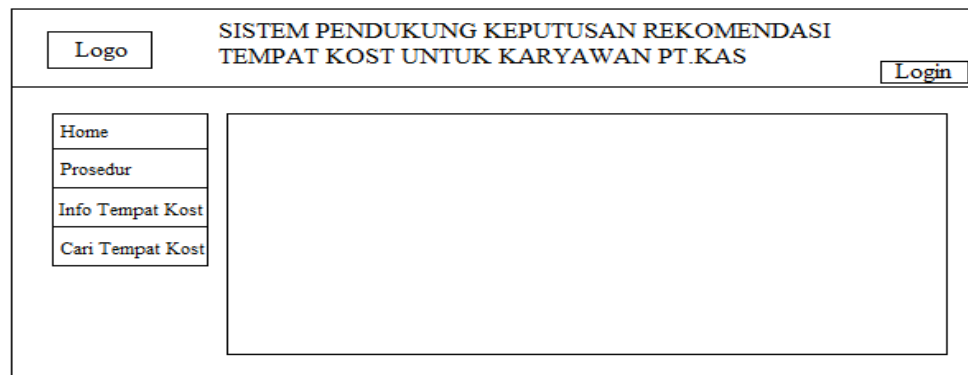 Logo
SISTEM PENDUKUNG KEPUTUSAN REKOMENDASI
TEMPAT KOST UNTUK KARYAWAN PT.KAS
Login
Home
Prosedur
Info Tempat Kost
Cari Tempat Kost